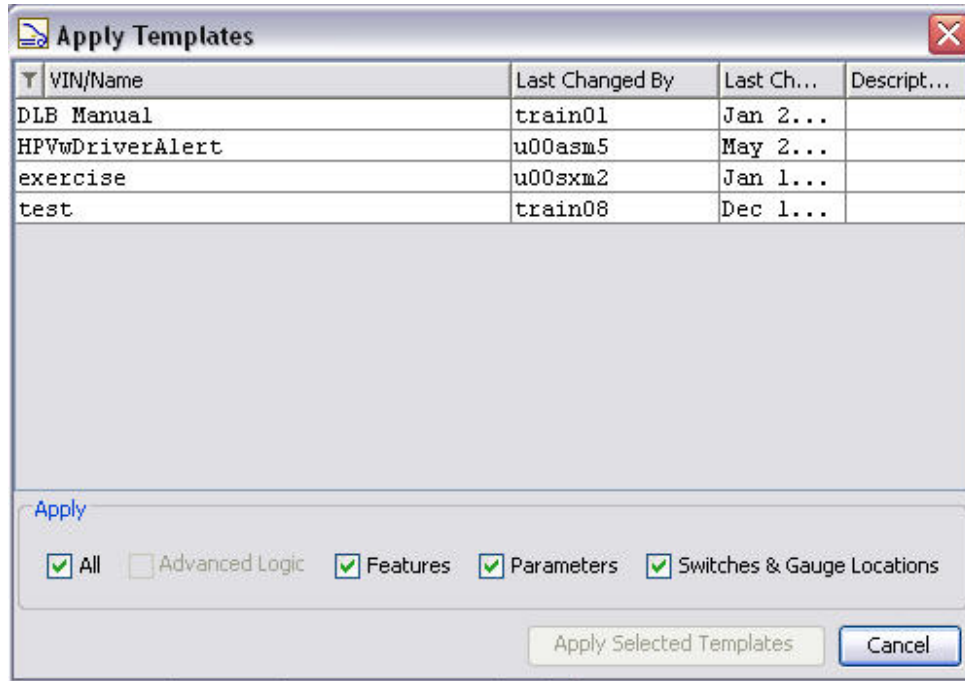 Apply Templates
VIN/Name Last Changed By Last Ch... Descript...
DLB Manual train01 Jan 2...
HPVwDriverAlert u00asm5 May 2...
exercise u00sxm2 Jan 1...
test train08 Dec 1...
Apply
All Advanced Logic Features Parameters Switches & Gauge Locations
Apply Selected Templates Cancel